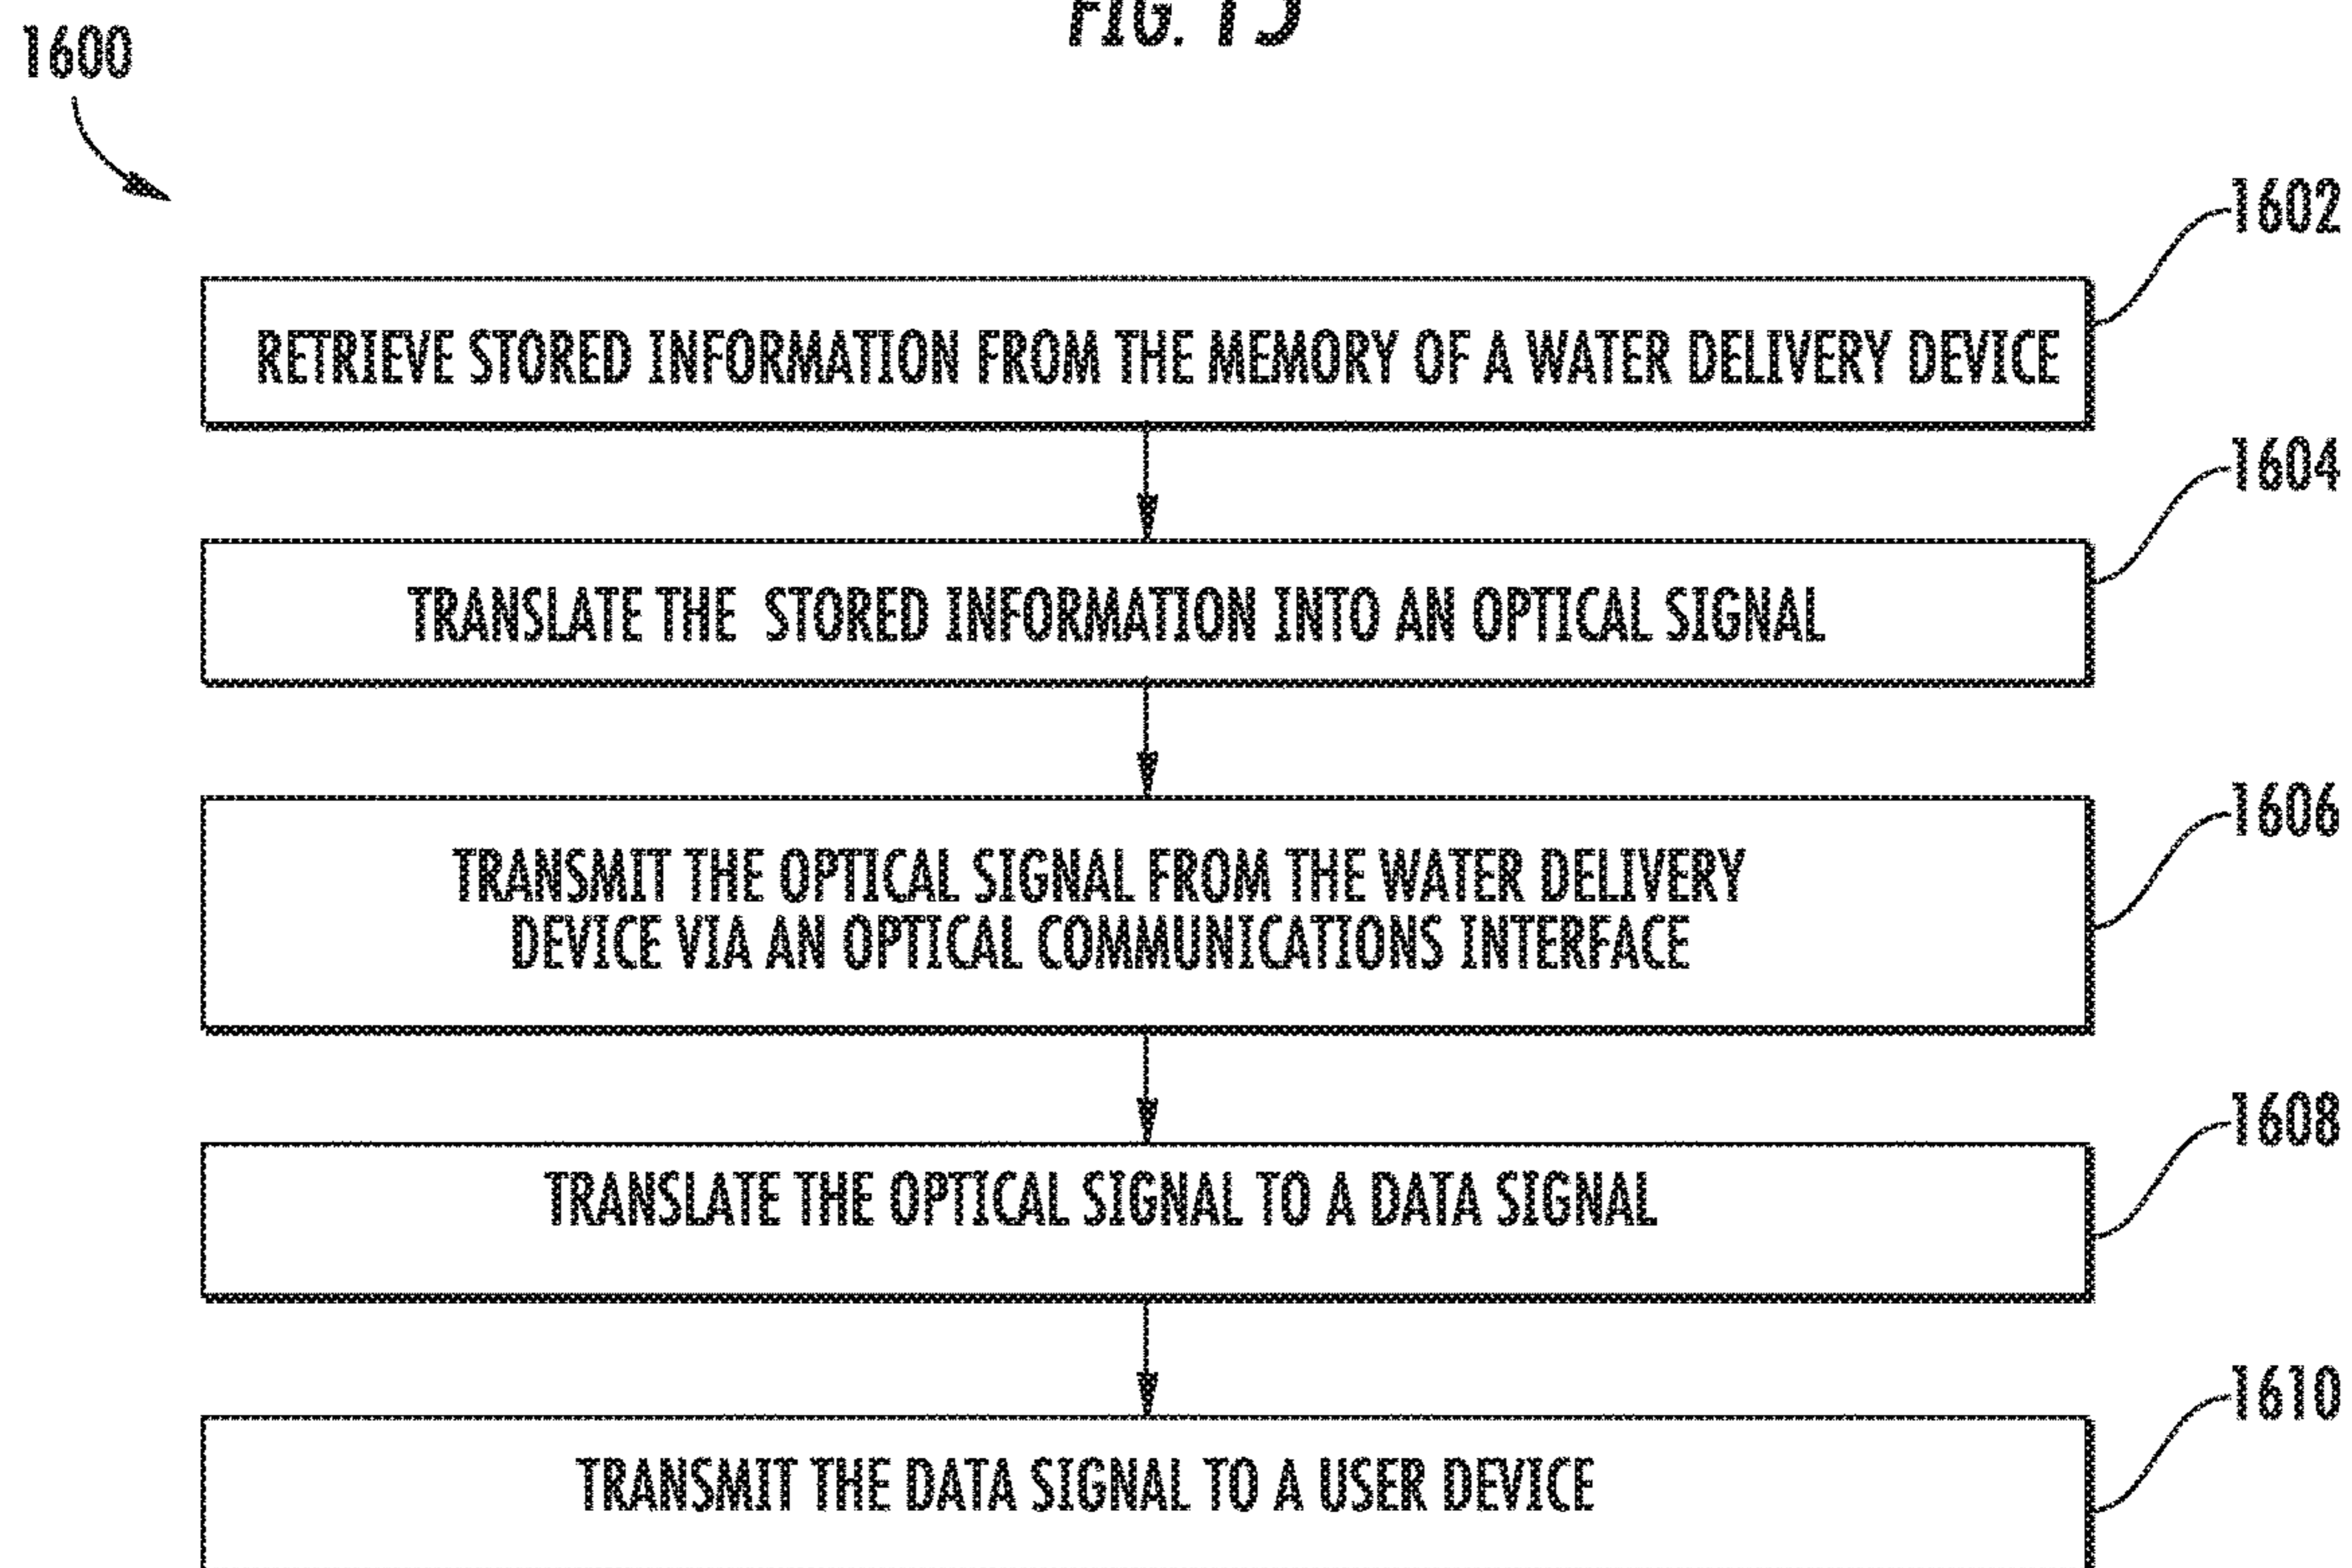 FIG. 15
1600
1602
RETRIEVE STORED INFORMATION FROM THE MEMORY OF A WATER DELIVERY DEVICE
1604
TRANSLATE THE STORED INFORMATION INTO AN OPTICAL SIGNAL
1606
TRANSMIT THE OPTICAL SIGNAL FROM THE WATER DELIVERY
DEVICE VIA AN OPTICAL COMMUNICATIONS INTERFACE
1608
TRANSLATE THE OPTICAL SIGNAL TO A DATA SIGNAL
1610
TRANSMIT THE DATA SIGNAL TO A USER DEVICE